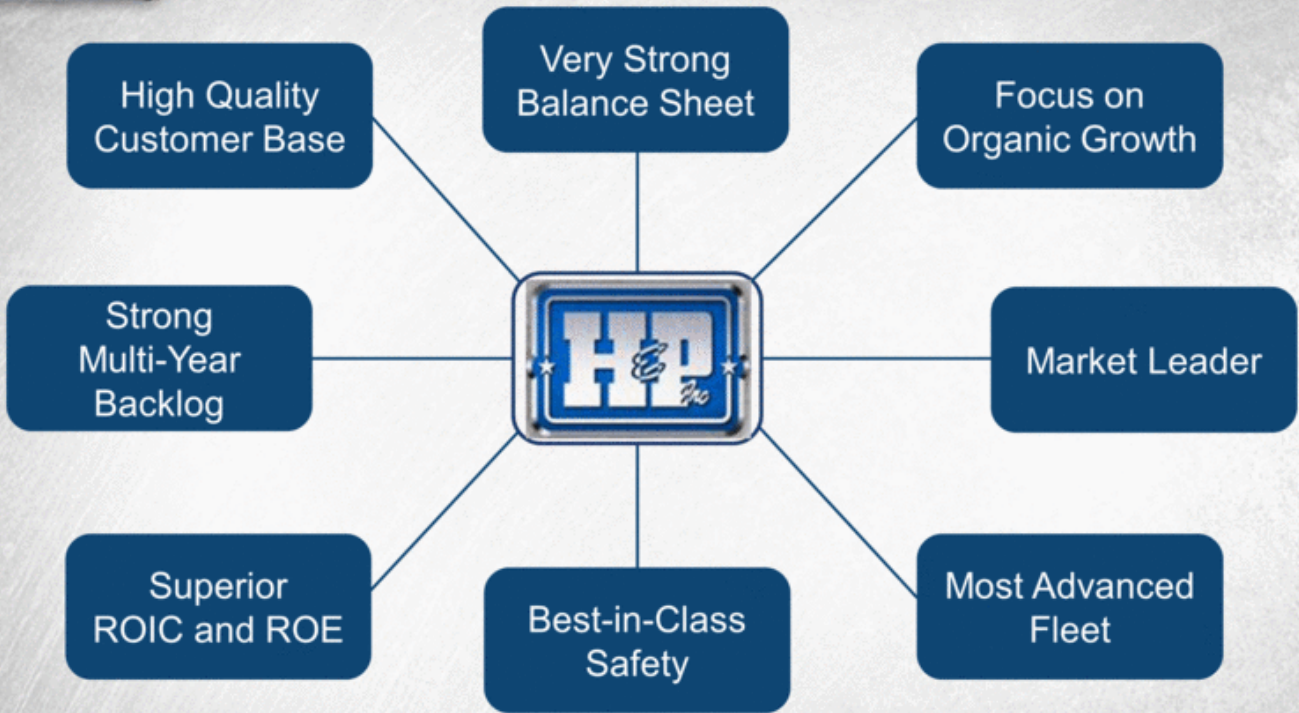 Very Strong
Balance Sheet
High Quality
Customer Base
Focus on
Organic Growth
Strong
Multi-Year
Backlog
H&P
Inc
Market Leader
Superior
ROIC and ROE
Best-in-Class
Safety
Most Advanced
Fleet